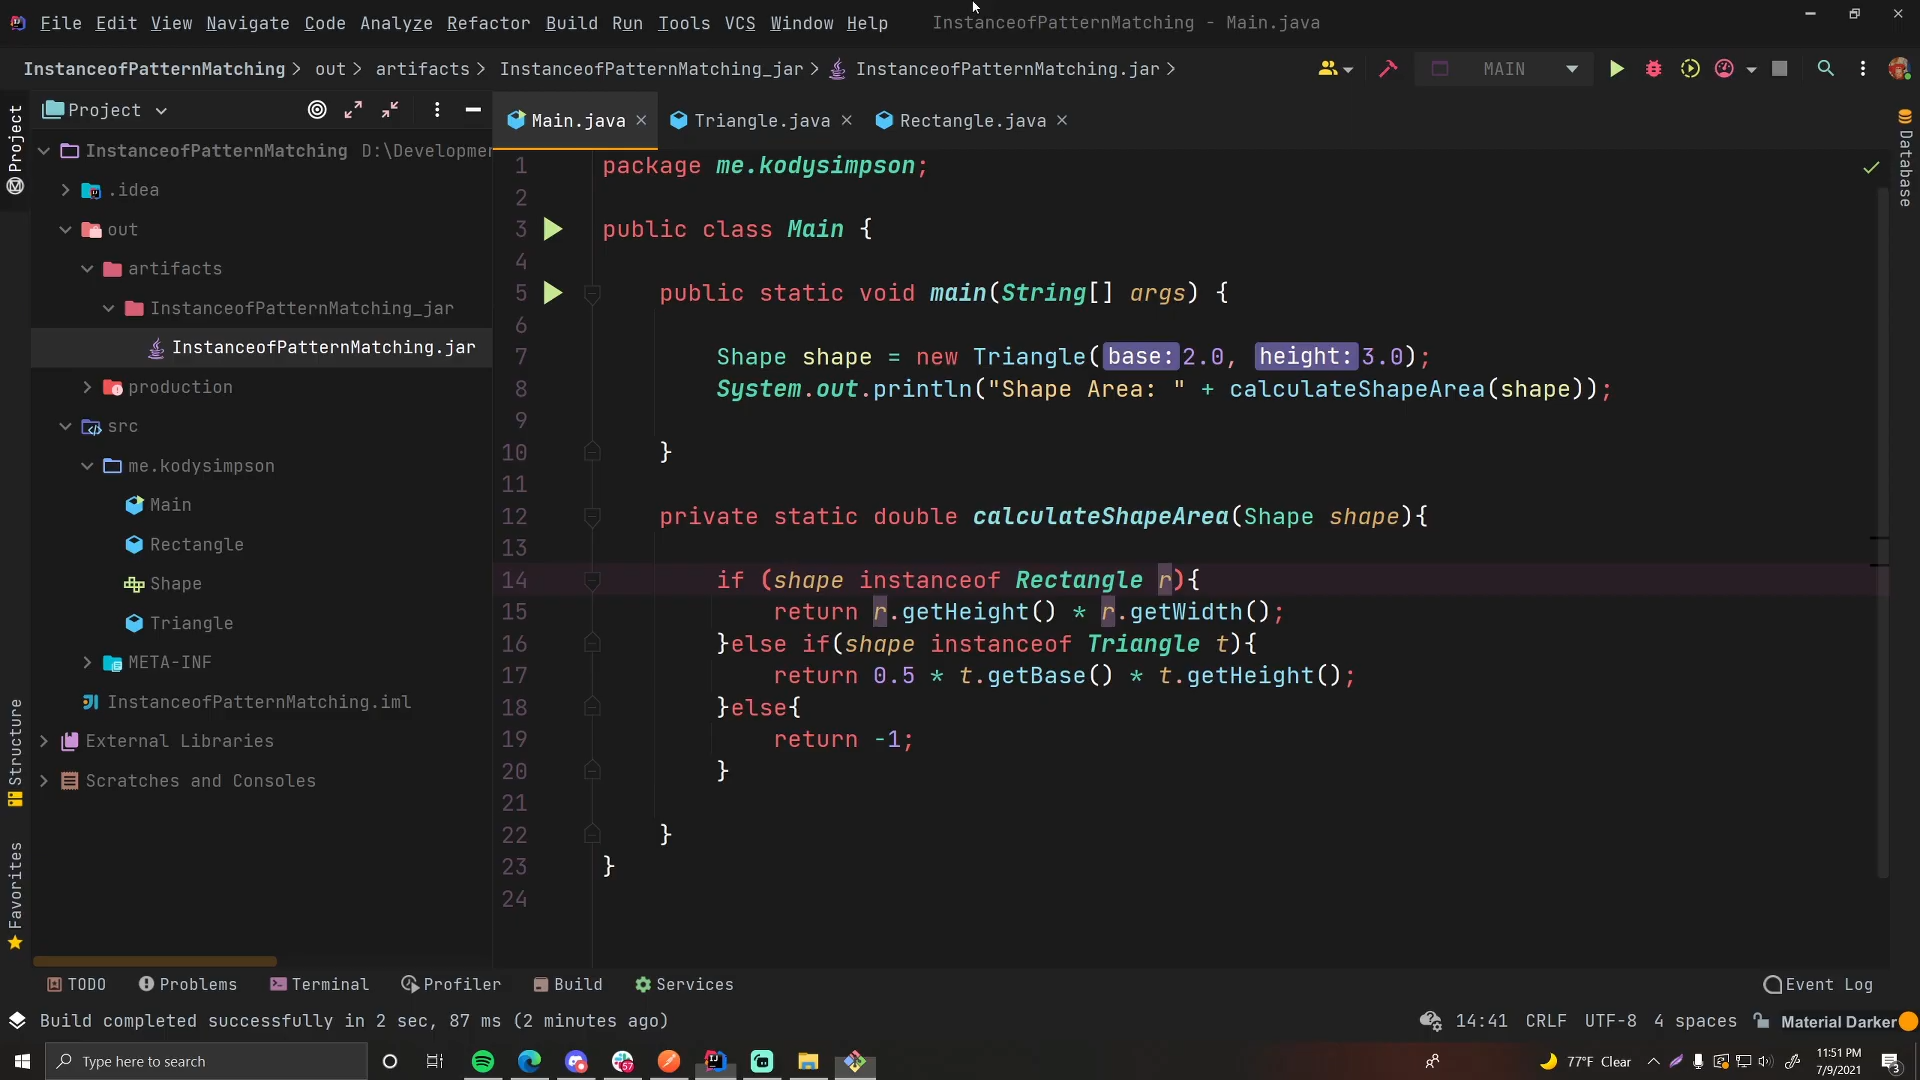 File Edit View Navigate Code Analyze Refactor Build Run Tools VCS Window Help InstanceofPatternMatching - Main.java
InstanceofPatternMatching out artifacts InstanceofPatternMatching_jar InstanceofPatternMatching.jar MAIN
Project
Project
Main.java Triangle.java Rectangle.java
Database
InstanceofPatternMatching D:\Developmen
.idea
out
artifacts
InstanceofPatternMatching_jar
InstanceofPatternMatching.jar
production
src
me.kodysimpson
Main
Rectangle
Shape
Triangle
META-INF
InstanceofPatternMatching.iml
External Libraries
Scratches and Consoles
Structure
Favorites
1 package me.kodysimpson;
2
3 public class Main {
4
5 public static void main(String[] args) {
6
7 Shape shape = new Triangle( base: 2.0, height: 3.0);
8 System.out.println("Shape Area: " + calculateShapeArea(shape));
9
10 }
11
12 private static double calculateShapeArea(Shape shape){
13
14 if (shape instanceof Rectangle r){
15 return r.getHeight() * r.getWidth();
16 }else if(shape instanceof Triangle t){
17 return 0.5 * t.getBase() * t.getHeight();
18 }else{
19 return -1;
20 }
21
22 }
23 }
24
TODO Problems Terminal Profiler Build Services Event Log
Build completed successfully in 2 sec, 87 ms (2 minutes ago) 14:41 CRLF UTF-8 4 spaces Material Darker
Type here to search 57 77°F Clear 11:51 PM
7/9/2021 3